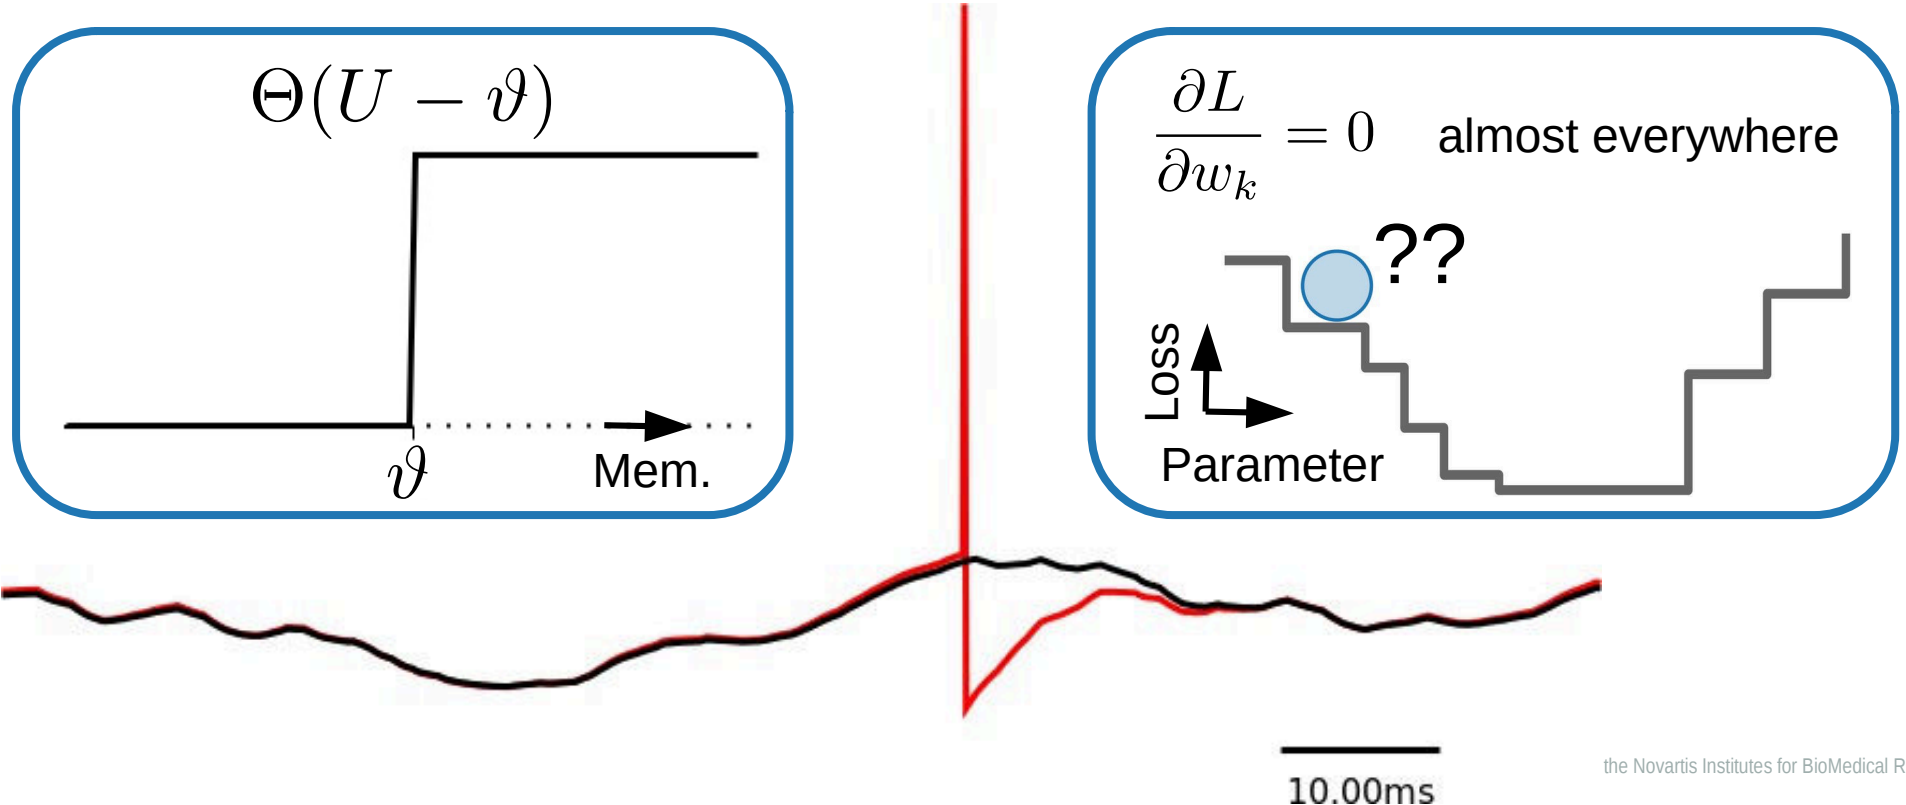 Θ(U − ϑ)
ϑ
Mem.
∂L/∂w_k = 0 almost everywhere
??
Loss
Parameter
10.00ms
the Novartis Institutes for BioMedical R